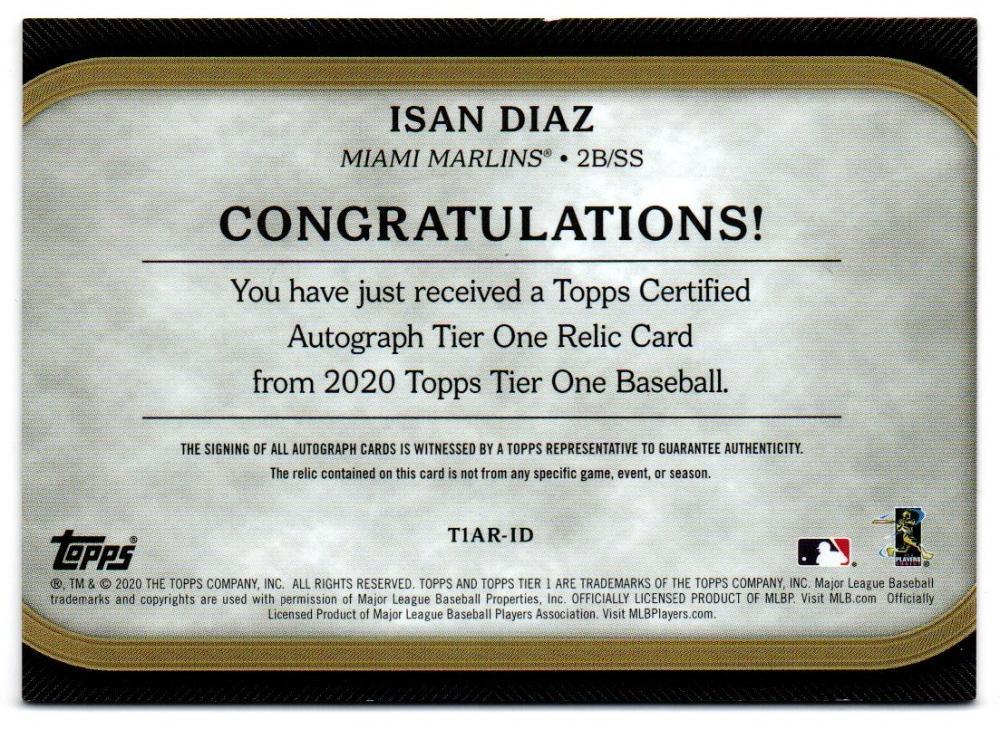 ISAN DIAZ
MIAMI MARLINS® • 2B/SS
CONGRATULATIONS!
You have just received a Topps Certified
Autograph Tier One Relic Card
from 2020 Topps Tier One Baseball.
THE SIGNING OF ALL AUTOGRAPH CARDS IS WITNESSED BY A TOPPS REPRESENTATIVE TO GUARANTEE AUTHENTICITY.
The relic contained on this card is not from any specific game, event, or season.
T1AR-ID
Topps®
PLAYERS
®, TM & © 2020 THE TOPPS COMPANY, INC. ALL RIGHTS RESERVED. TOPPS AND TOPPS TIER 1 ARE TRADEMARKS OF THE TOPPS COMPANY, INC. Major League Baseball
trademarks and copyrights are used with permission of Major League Baseball Properties, Inc. OFFICIALLY LICENSED PRODUCT OF MLBP. Visit MLB.com Officially
Licensed Product of Major League Baseball Players Association. Visit MLBPlayers.com.